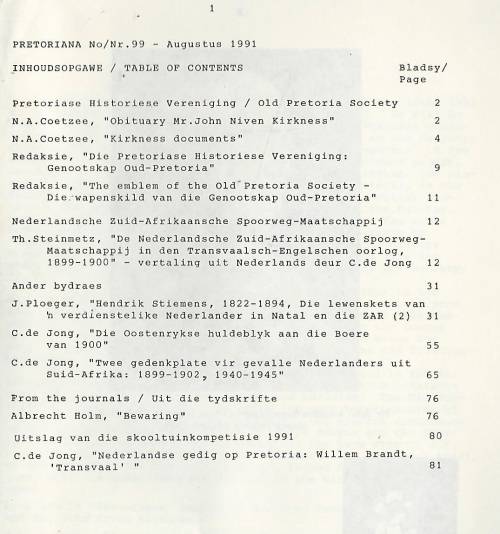 1
PRETORIANA No/Nr.99 - Augustus 1991
INHOUDSOPGAWE / TABLE OF CONTENTS Bladsy/
Page
Pretoriase Historiese Vereniging / Old Pretoria Society 2
N.A.Coetzee, "Obituary Mr.John Niven Kirkness" 2
N.A.Coetzee, "Kirkness documents" 4
Redaksie, "Die Pretoriase Historiese Vereniging:
Genootskap Oud-Pretoria" 9
Redaksie, "The emblem of the Old Pretoria Society -
Die wapenskild van die Genootskap Oud-Pretoria" 11
Nederlandsche Zuid-Afrikaansche Spoorweg-Maatschappij 12
Th.Steinmetz, "De Nederlandsche Zuid-Afrikaansche Spoorweg-
Maatschappij in den Transvaalsch-Engelschen oorlog,
1899-1900" - vertaling uit Nederlands deur C.de Jong 12
Ander bydraes 31
J.Ploeger, "Hendrik Stiemens, 1822-1894, Die lewenskets van
'n verdienstelike Nederlander in Natal en die ZAR (2) 31
C.de Jong, "Die Oostenrykse huldeblyk aan die Boere
van 1900" 55
C.de Jong, "Twee gedenkplate vir gevalle Nederlanders uit
Suid-Afrika: 1899-1902, 1940-1945" 65
From the journals / Uit die tydskrifte 76
Albrecht Holm, "Bewaring" 76
Uitslag van die skooltuinkompetisie 1991 80
C.de Jong, "Nederlandse gedig op Pretoria: Willem Brandt,
'Transvaal' " 81